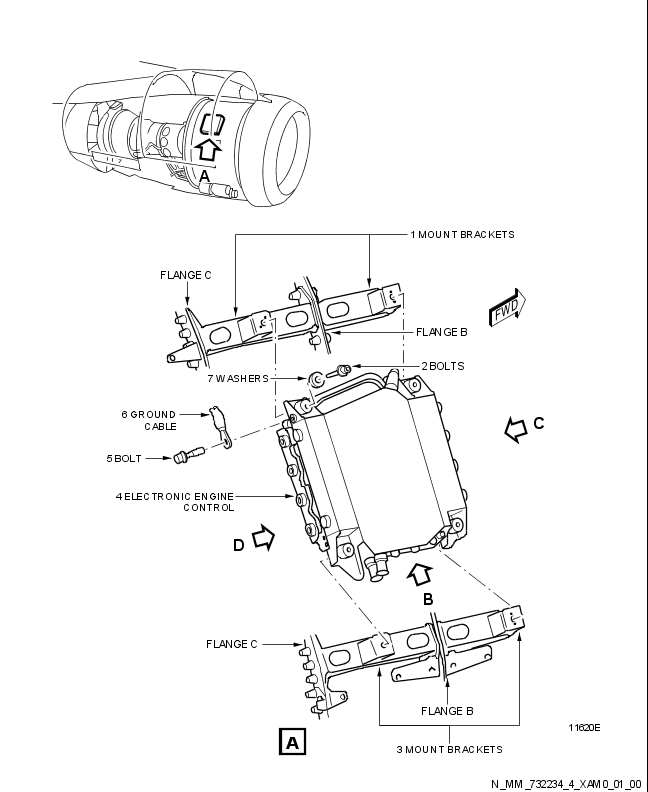 A
1 MOUNT BRACKETS
FLANGE C
FWD
FLANGE B
2 BOLTS
7 WASHERS
6 GROUND
CABLE
C
5 BOLT
4 ELECTRONIC ENGINE
CONTROL
D
B
FLANGE C
FLANGE B
11620E
A
3 MOUNT BRACKETS
N_MM_732234_4_XAM0_01_00